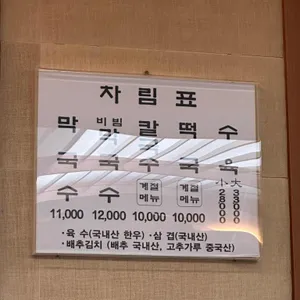 차림표
막국수 11,000
비빔막국수 12,000
칼국수 계절메뉴 10,000
떡국 계절메뉴 10,000
수육 小 28000 大 33000
·육 수(국내산 한우) ·삼 겹(국내산)
·배추김치 (배추 국내산, 고추가루 중국산)